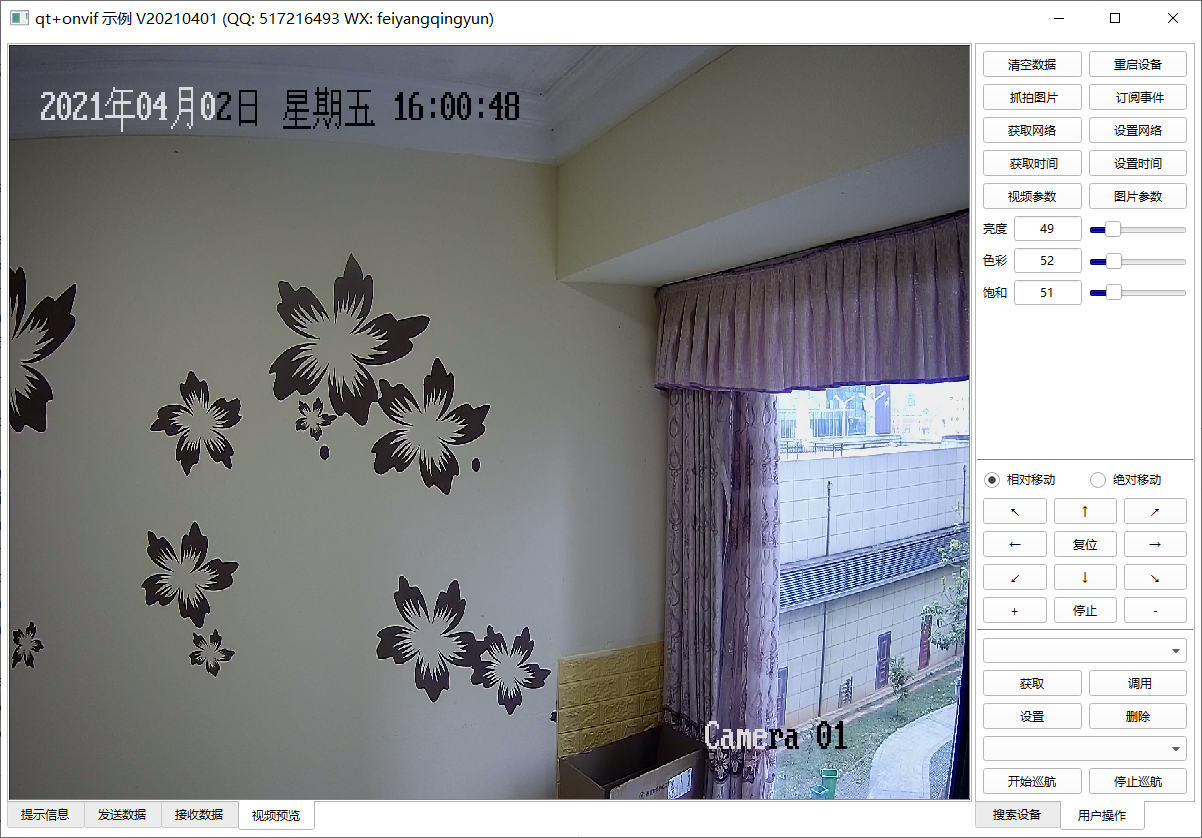 qt+onvif 示例 V20210401 (QQ: 517216493 WX: feiyangqingyun)
2021年04月02日 星期五 16:00:48
Camera 01
清空数据 重启设备
抓拍图片 订阅事件
获取网络 设置网络
获取时间 设置时间
视频参数 图片参数
亮度 49
色彩 52
饱和 51
相对移动 绝对移动
↖ ↑ ↗
← 复位 →
↙ ↓ ↘
+ 停止 -
获取 调用
设置 删除
开始巡航 停止巡航
提示信息 发送数据 接收数据 视频预览
搜索设备 用户操作